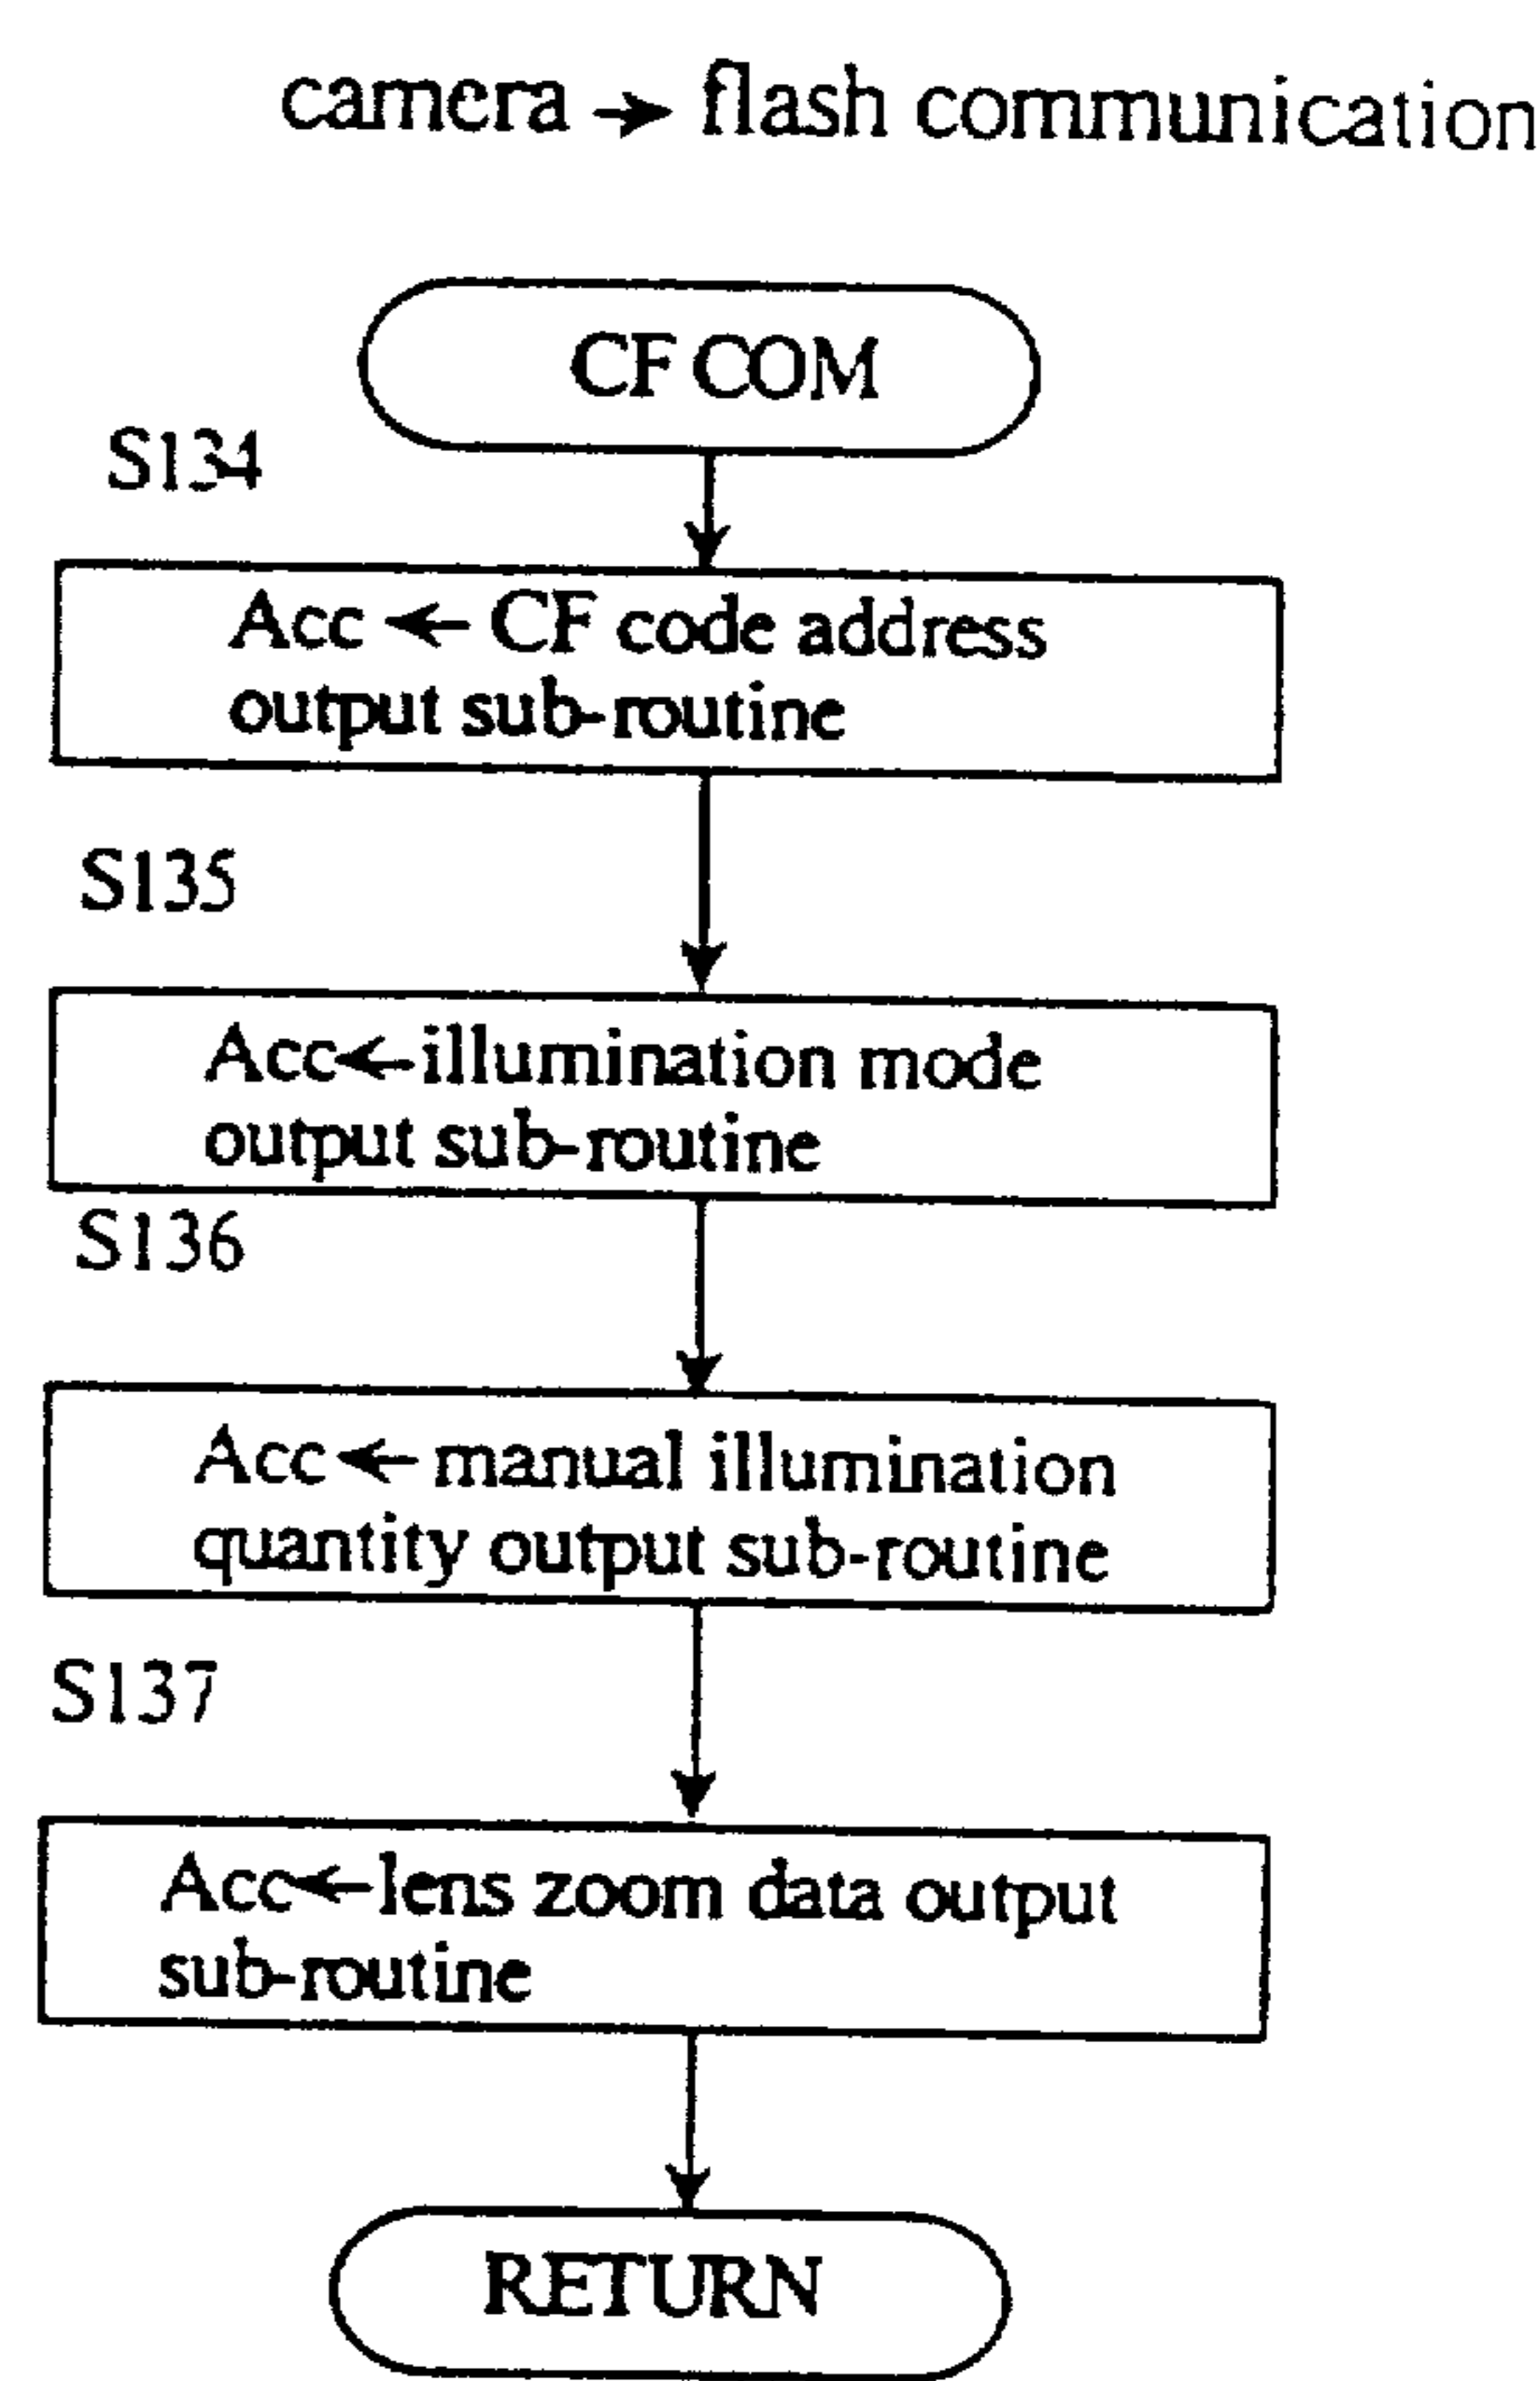 camera → flash communication
CF COM
S134
Acc ← CF code address
output sub-routine
S135
Acc←illumination mode
output sub-routine
S136
Acc← manual illumination
quantity output sub-routine
S137
Acc←lens zoom data output
sub-routine
RETURN